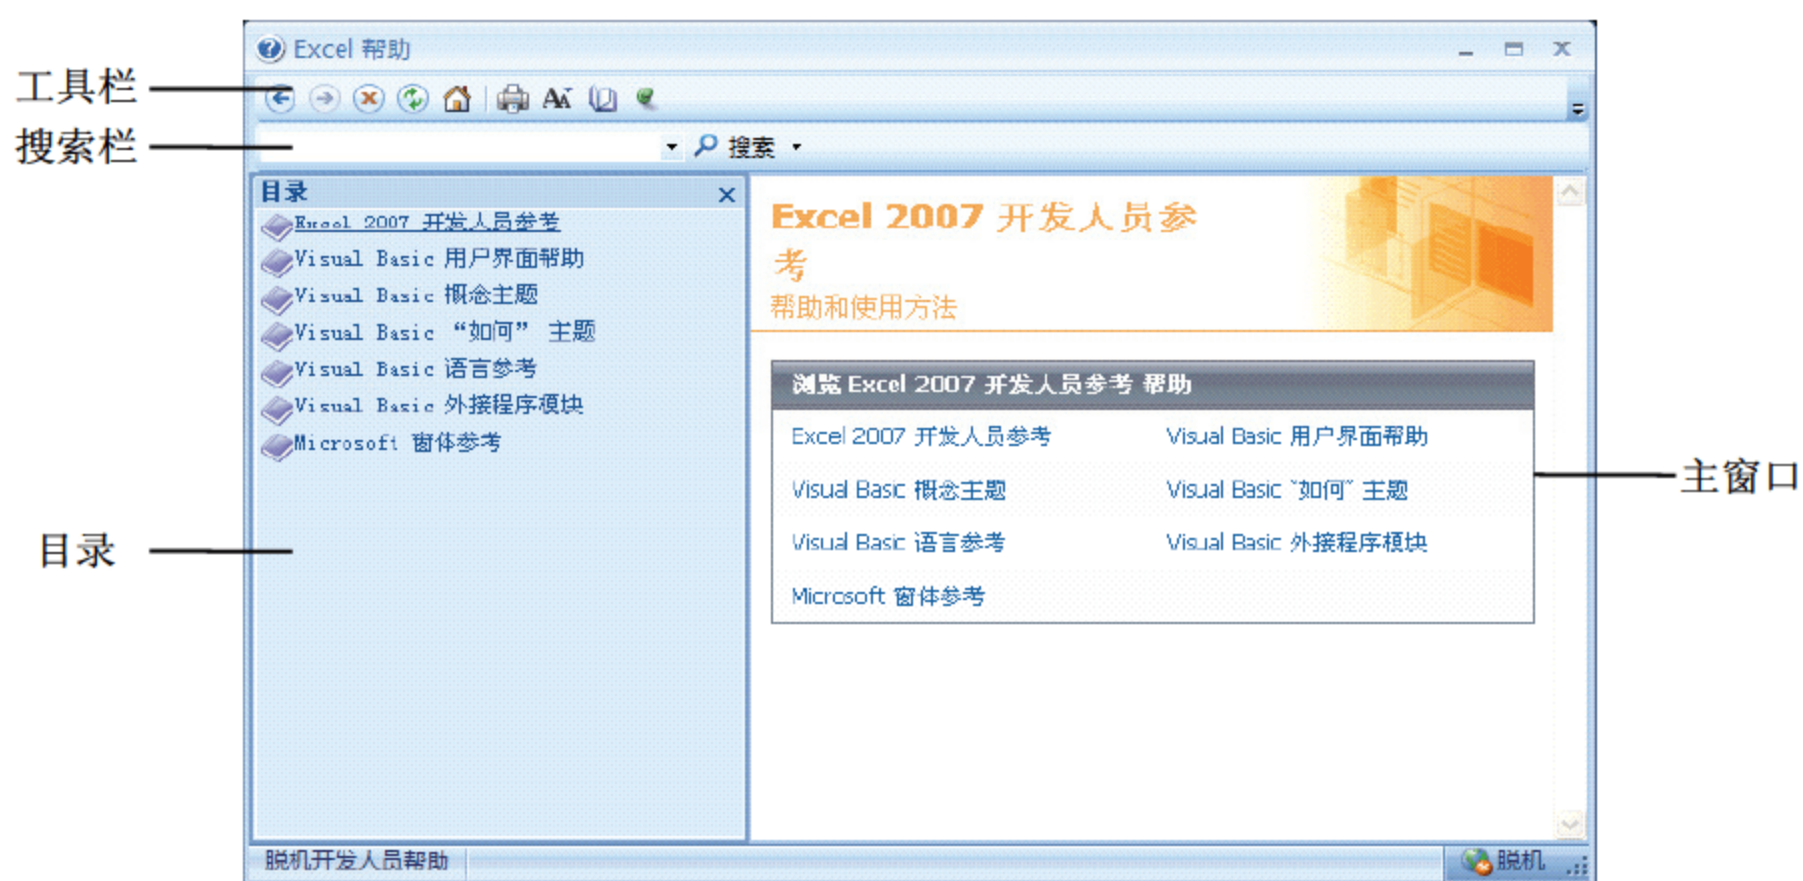 Excel 帮助
工具栏
搜索栏
搜索
目录
Excel 2007 开发人员参考
Visual Basic 用户界面帮助
Visual Basic 概念主题
Visual Basic “如何” 主题
Visual Basic 语言参考
Visual Basic 外接程序模块
Microsoft 窗体参考
目录
Excel 2007 开发人员参
考
帮助和使用方法
浏览 Excel 2007 开发人员参考 帮助
Excel 2007 开发人员参考 Visual Basic 用户界面帮助
Visual Basic 概念主题 Visual Basic “如何” 主题
Visual Basic 语言参考 Visual Basic 外接程序模块
Microsoft 窗体参考
主窗口
脱机开发人员帮助
脱机